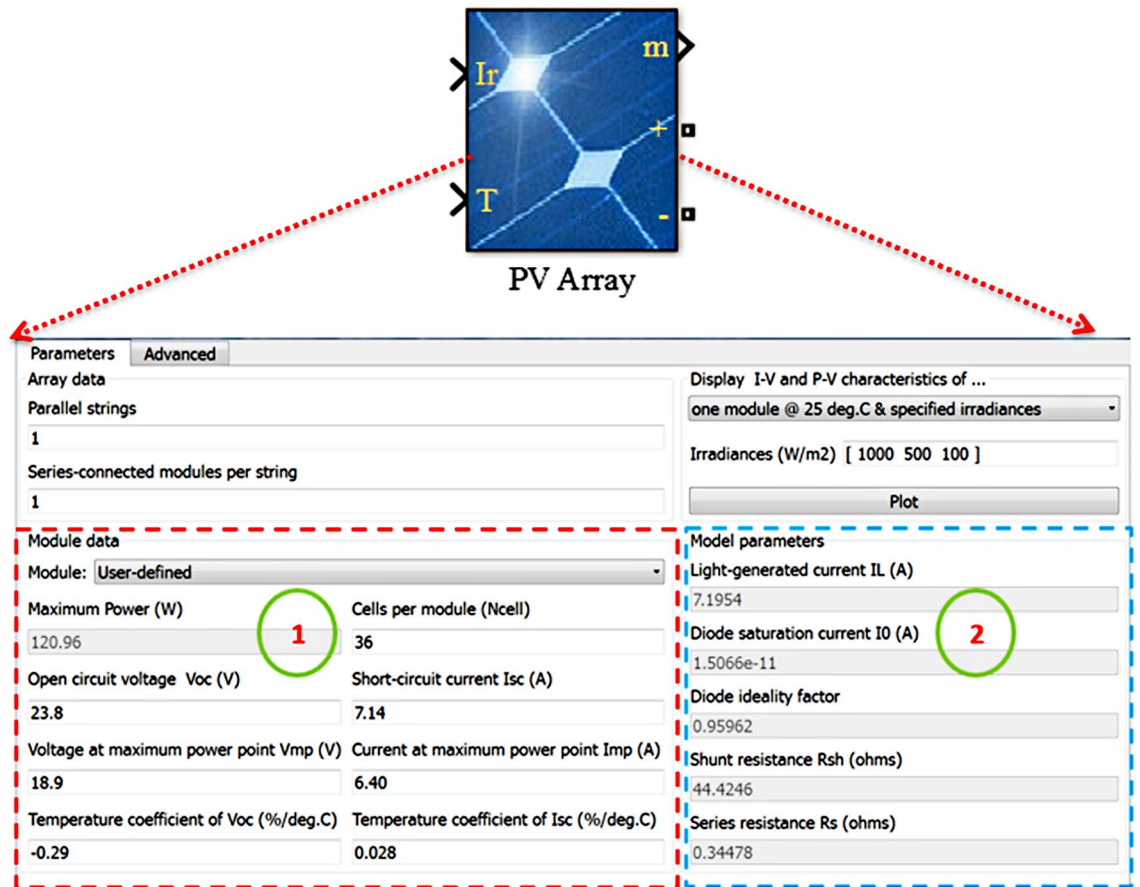 Ir
m
+
T
-
PV Array
Parameters Advanced
Array data
Parallel strings
1
Series-connected modules per string
1
Display I-V and P-V characteristics of ...
one module @ 25 deg.C & specified irradiances
Irradiances (W/m2) [ 1000 500 100 ]
Plot
Module data
Module: User-defined
Maximum Power (W) Cells per module (Ncell)
120.96 1 36
Open circuit voltage Voc (V) Short-circuit current Isc (A)
23.8 7.14
Voltage at maximum power point Vmp (V) Current at maximum power point Imp (A)
18.9 6.40
Temperature coefficient of Voc (%/deg.C) Temperature coefficient of Isc (%/deg.C)
-0.29 0.028
Model parameters
Light-generated current IL (A)
7.1954
Diode saturation current I0 (A) 2
1.5066e-11
Diode ideality factor
0.95962
Shunt resistance Rsh (ohms)
44.4246
Series resistance Rs (ohms)
0.34478